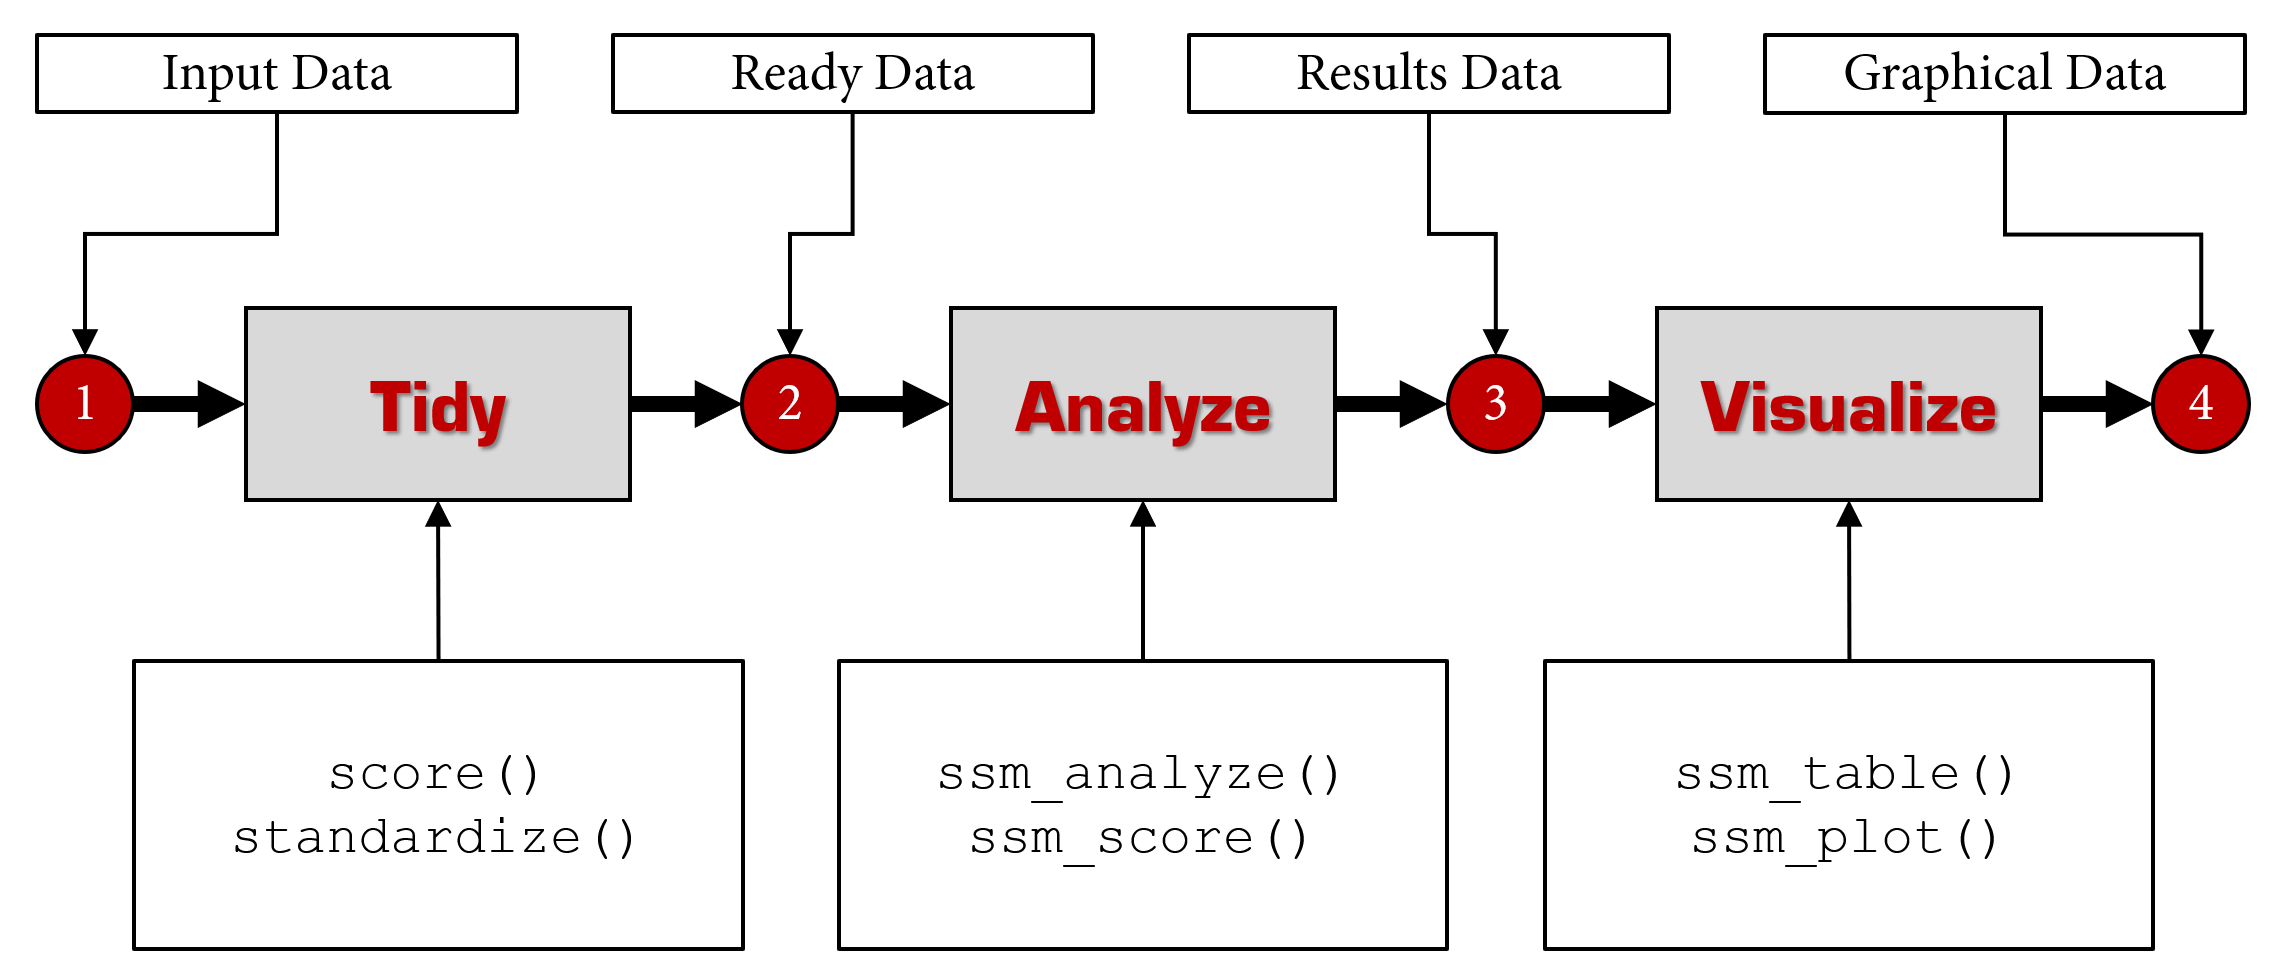 Input Data
Ready Data
Results Data
Graphical Data
1
Tidy
2
Analyze
3
Visualize
4
score()
standardize()
ssm_analyze()
ssm_score()
ssm_table()
ssm_plot()